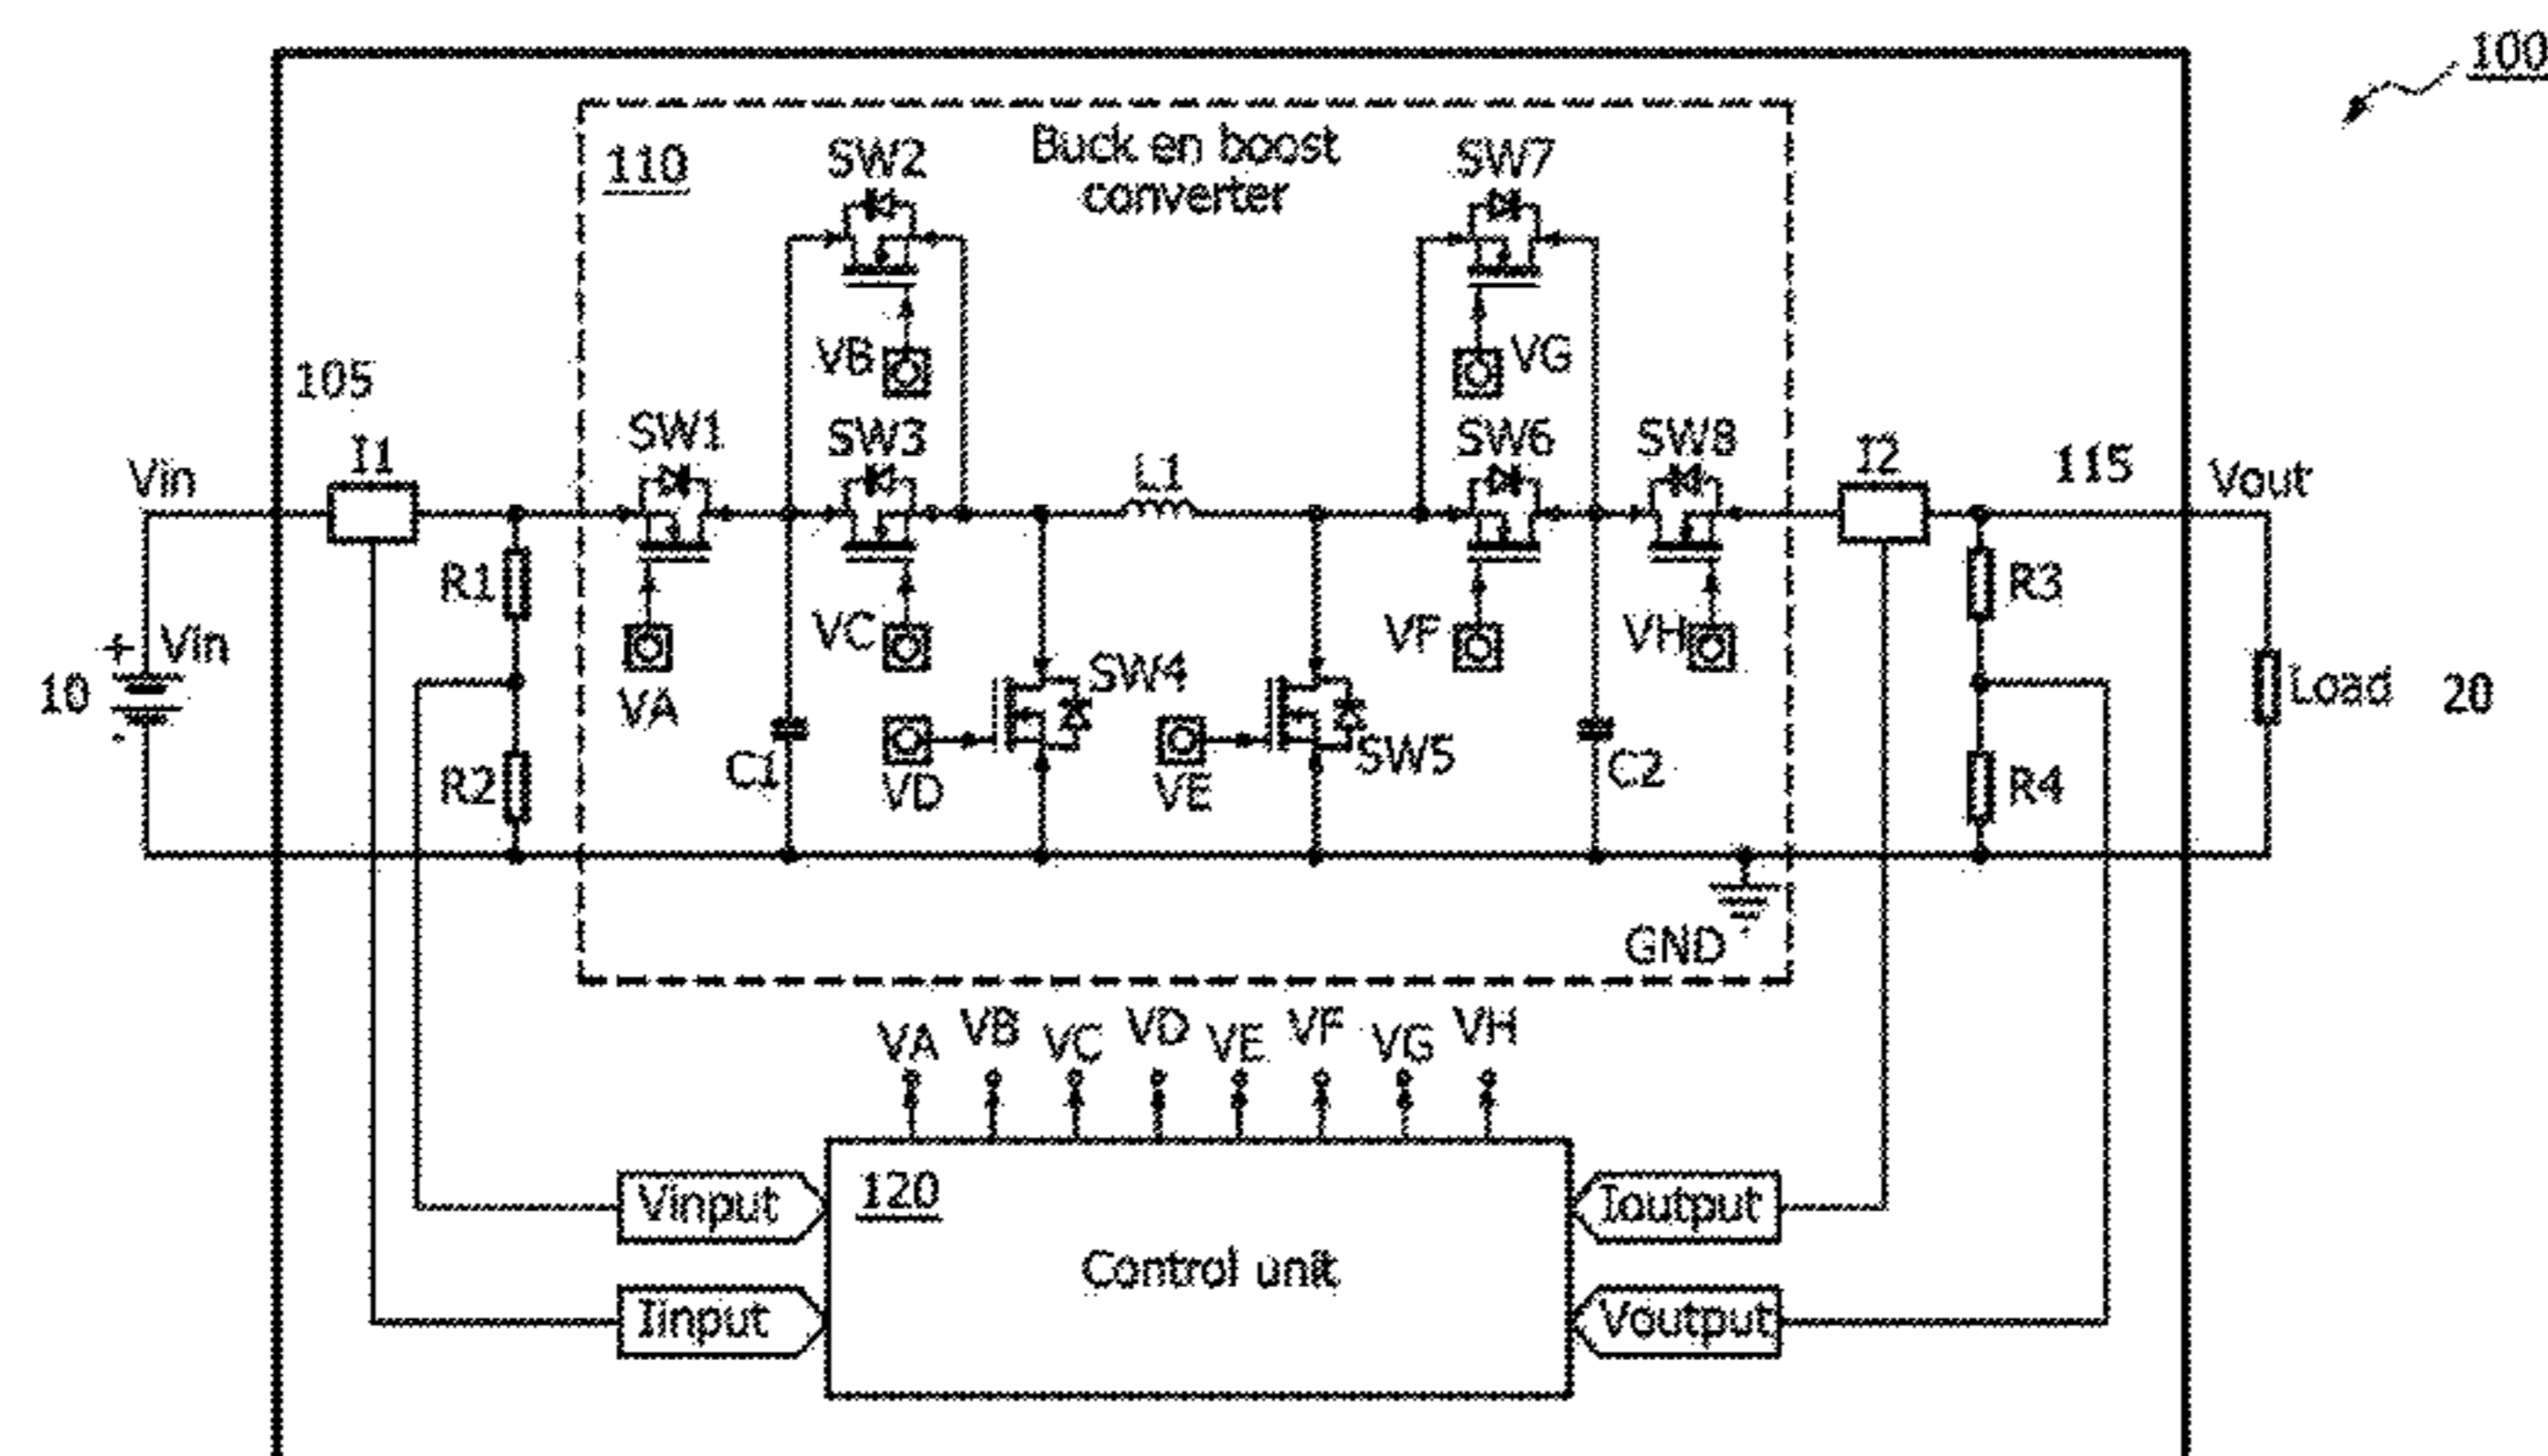 100
110
Buck en boost
converter
SW2
SW7
VB
VG
105
I1
Vin
SW1
SW3
L1
SW6
SW8
I2
115
Vout
R1
VA
VC
VF
VH
R3
+
Vin
10
-
SW4
SW5
VD
VE
C1
C2
R2
R4
Load
20
GND
VA
VB
VC
VD
VE
VF
VG
VH
120
Control unit
Vinput
Iinput
Ioutput
Voutput